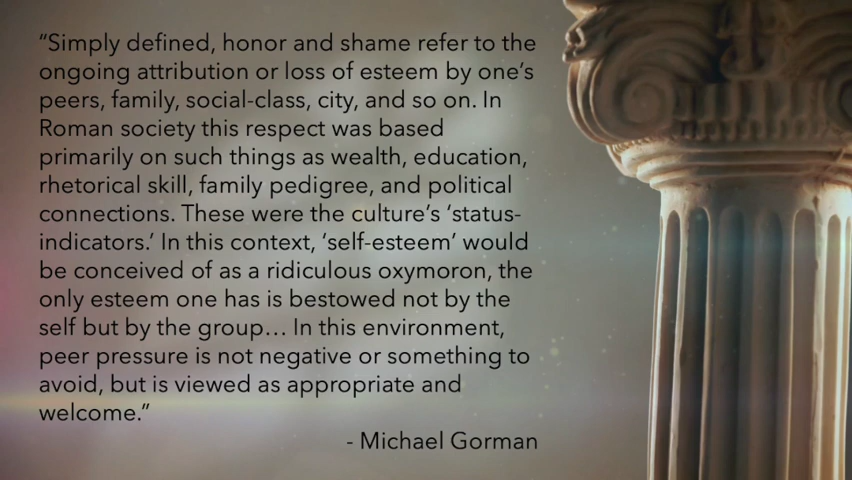 “Simply defined, honor and shame refer to the
ongoing attribution or loss of esteem by one’s
peers, family, social-class, city, and so on. In
Roman society this respect was based
primarily on such things as wealth, education,
rhetorical skill, family pedigree, and political
connections. These were the culture’s ‘status-
indicators.’ In this context, ‘self-esteem’ would
be conceived of as a ridiculous oxymoron, the
only esteem one has is bestowed not by the
self but by the group… In this environment,
peer pressure is not negative or something to
avoid, but is viewed as appropriate and
welcome.”
- Michael Gorman